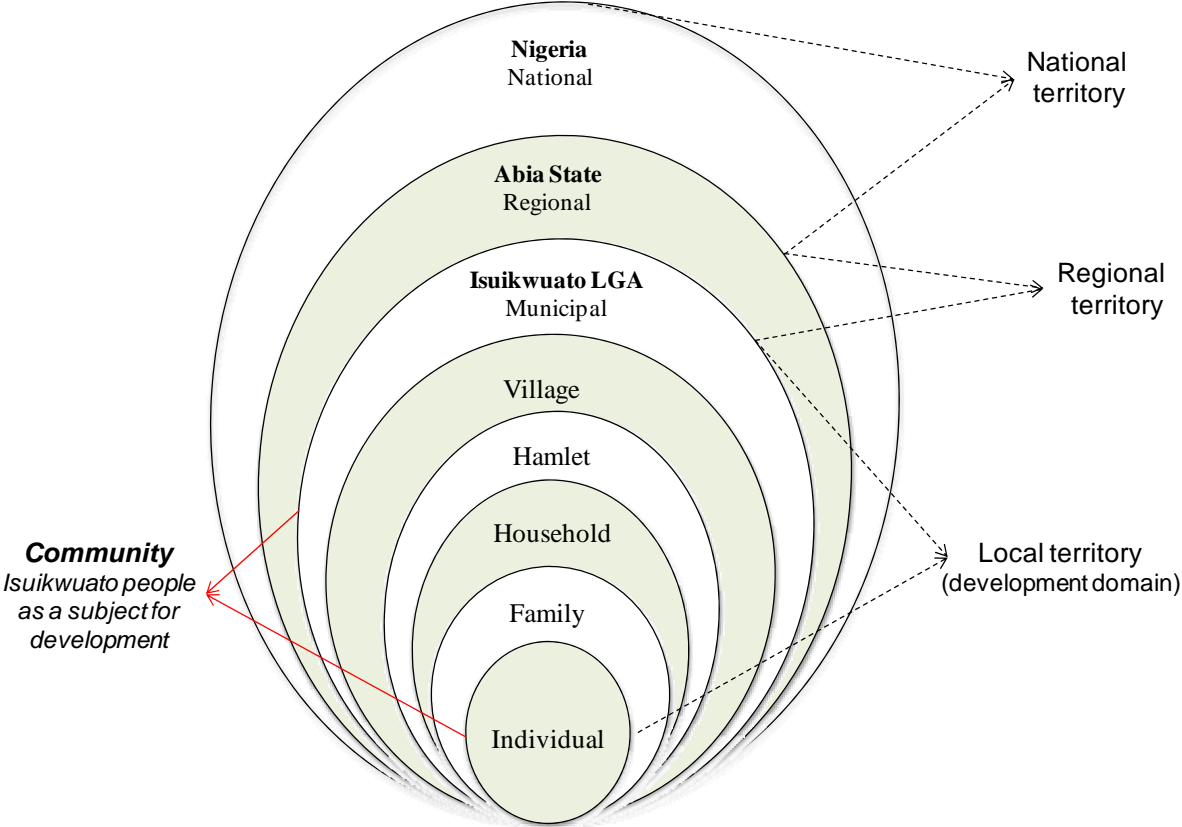 Nigeria
National
National
territory
Abia State
Regional
Regional
territory
Isuikwuato LGA
Municipal
Village
Hamlet
Household
Community
Isuikwuato people
as a subject for
development
Local territory
(development domain)
Family
Individual